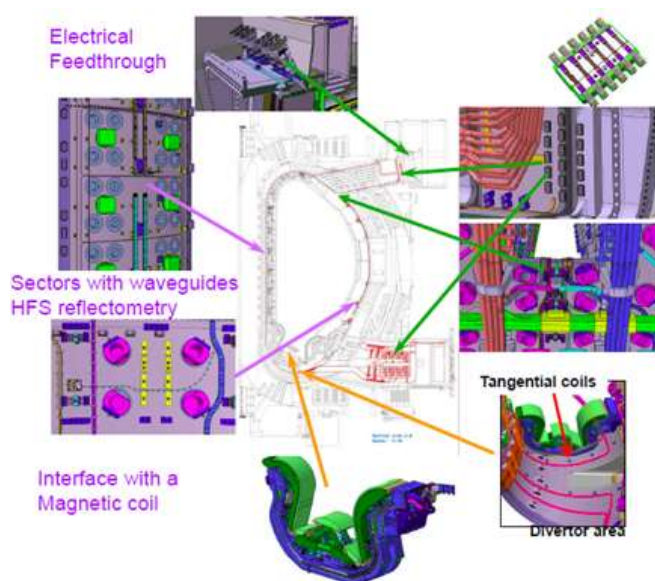 Electrical
Feedthrough
Sectors with waveguides
HFS reflectometry
Tangential coils
Interface with a
Magnetic coil
Divertor area